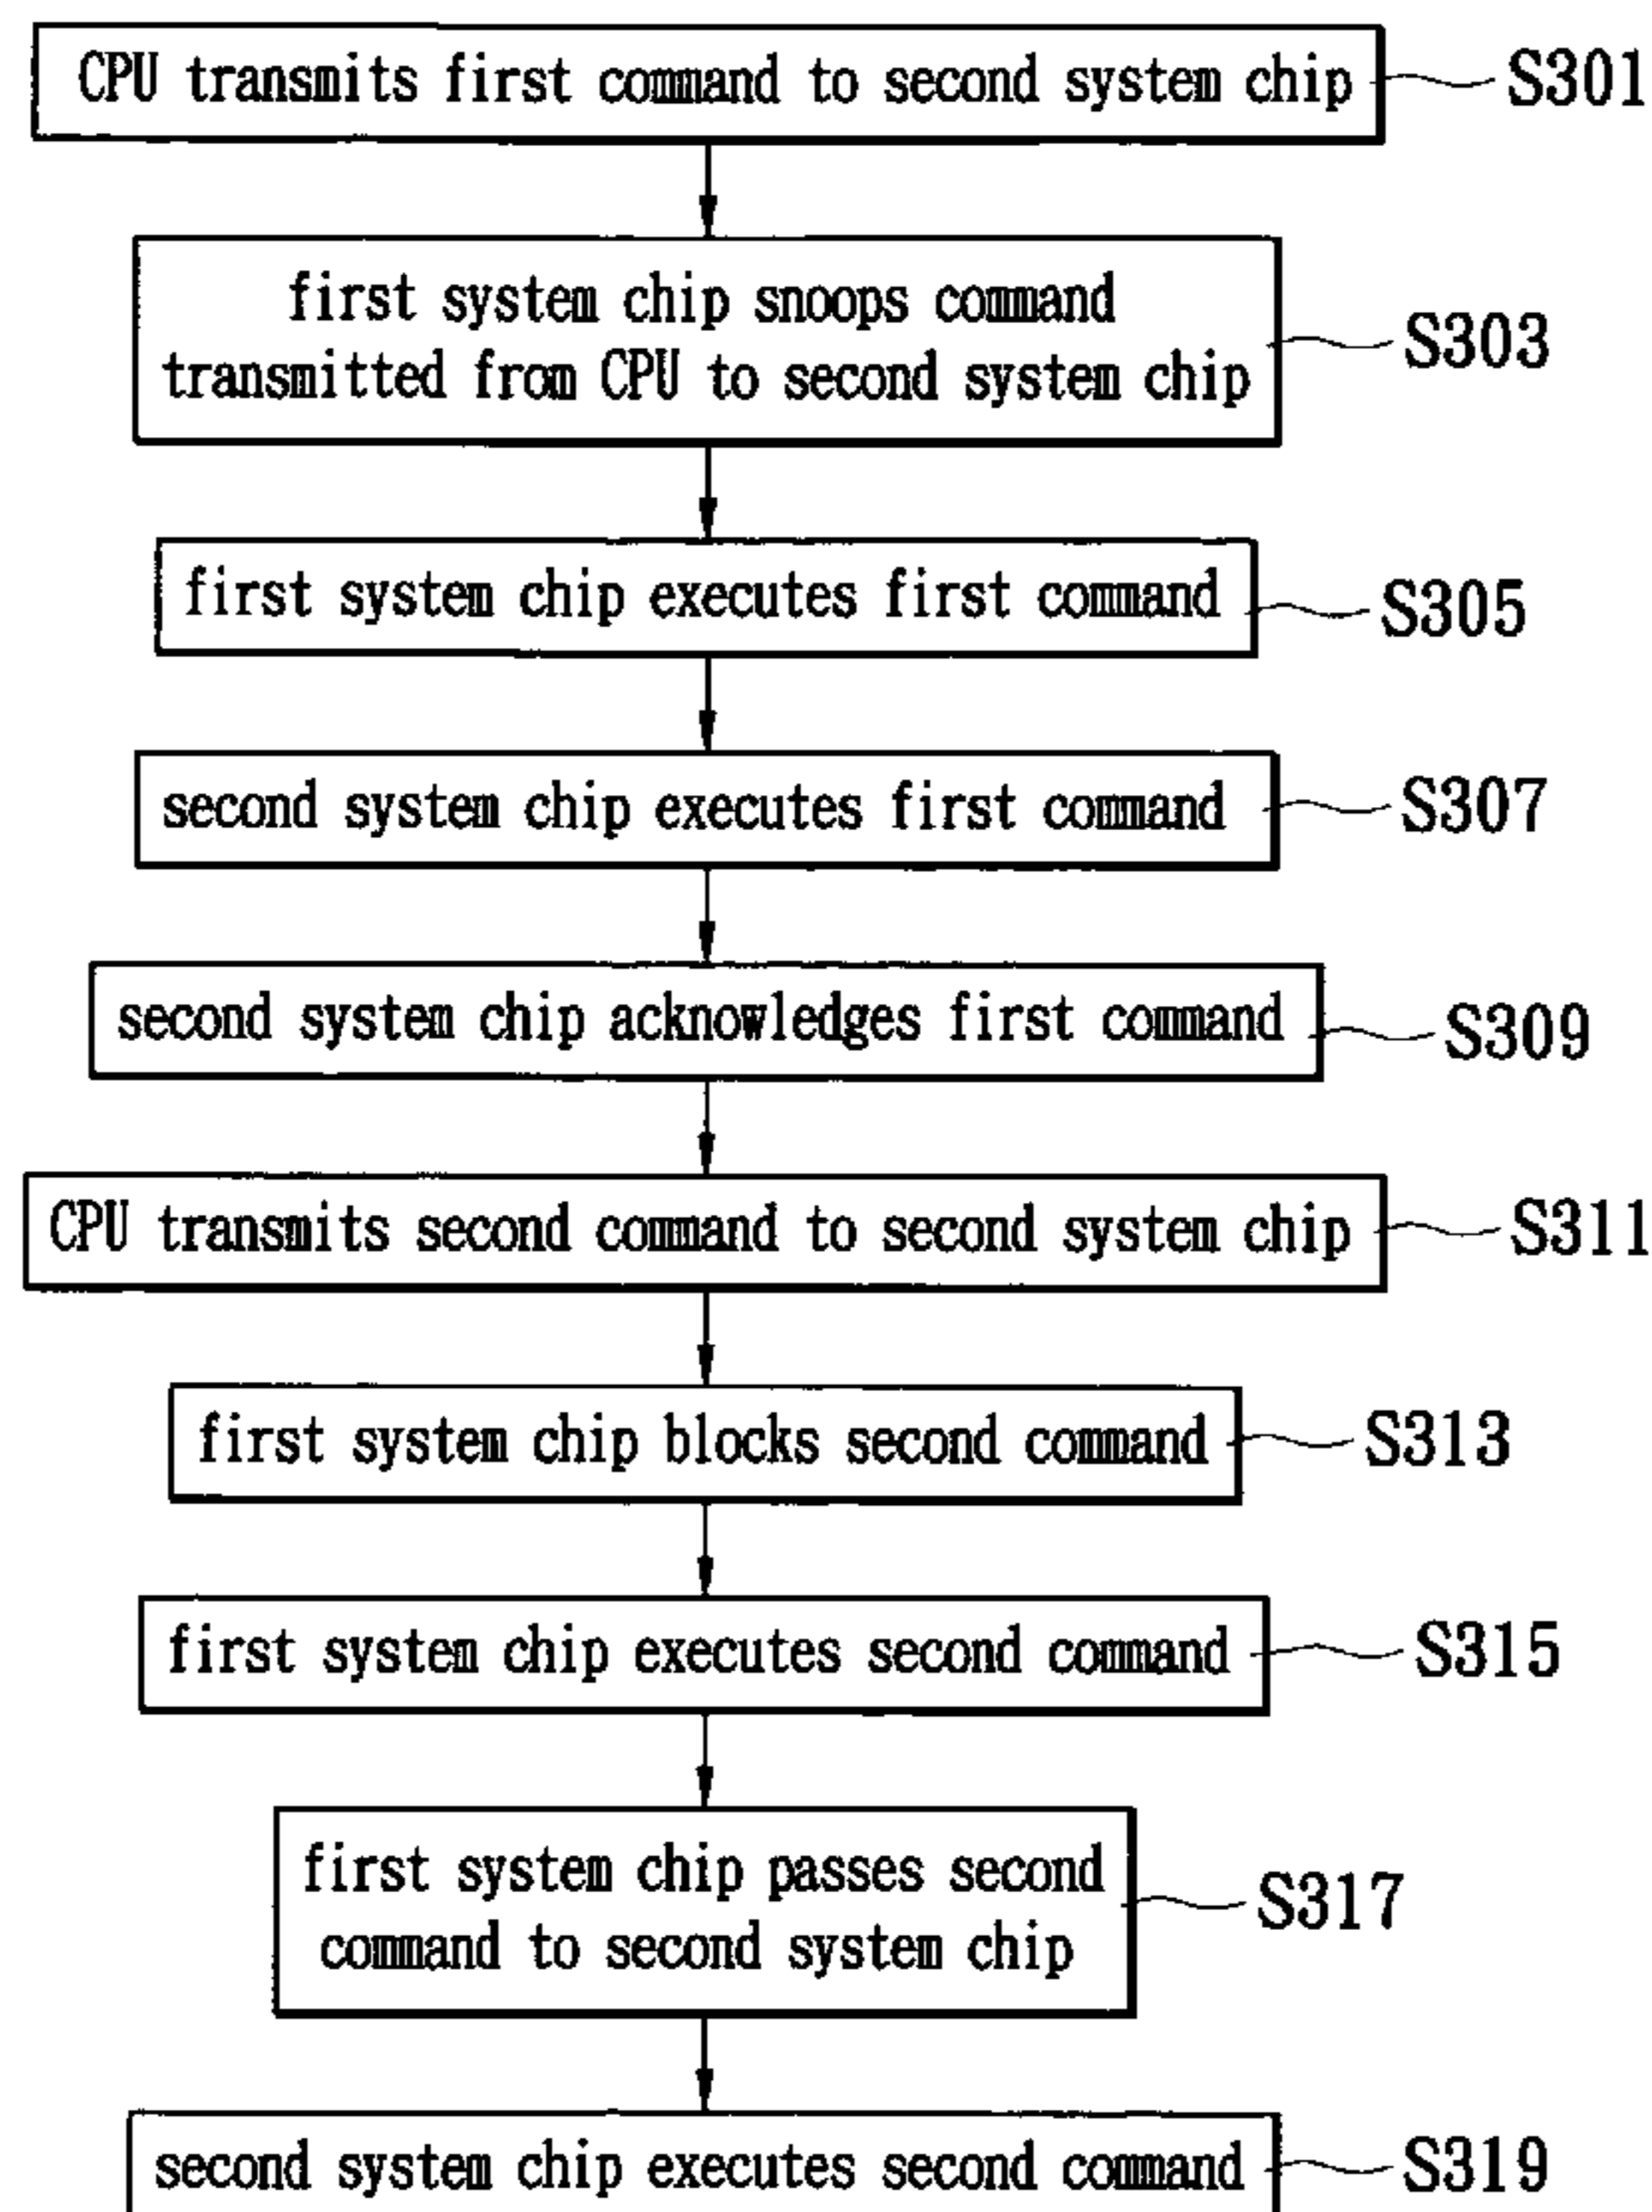 CPU transmits first command to second system chip S301
first system chip snoops command
transmitted from CPU to second system chip S303
first system chip executes first command S305
second system chip executes first command S307
second system chip acknowledges first command S309
CPU transmits second command to second system chip S311
first system chip blocks second command S313
first system chip executes second command S315
first system chip passes second
command to second system chip S317
second system chip executes second command S319